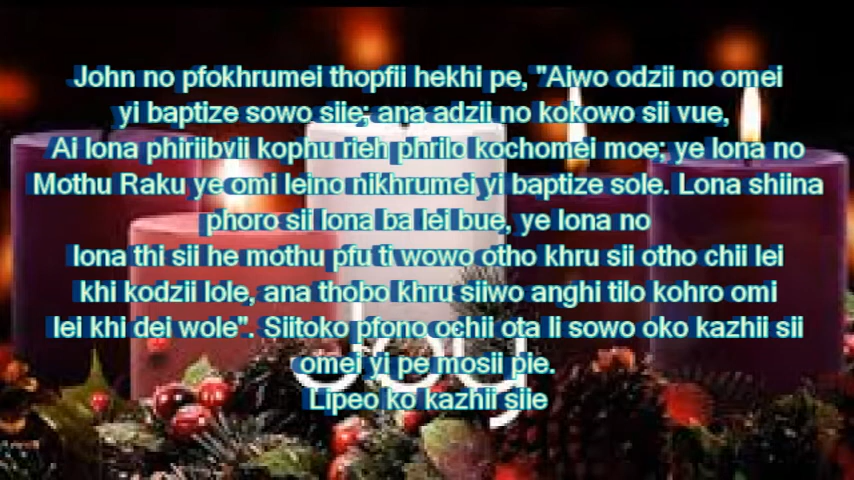 John no pfokhrumei thopfii hekhi pe, "Aiwo odzii no omei
yi baptize sowo siie; ana adzii no kokowo sii vue,
Ai lona phiriibvii kophu rieh phrilo kochomei moe; ye lona no
Mothu Raku ye omi leino nikhrumei yi baptize sole. Lona shiina
phoro sii lona ba lei bue, ye lona no
lona thi sii he mothu pfu ti wowo otho khru sii otho chii lei
khi kodzii lole, ana thobo khru siiwo anghi tilo kohro omi
lei khi dei wole". Siitoko pfono ochii ota li sowo oko kazhii sii
omei yi pe mosii pie.
Joy
Lipeo ko kazhii siie